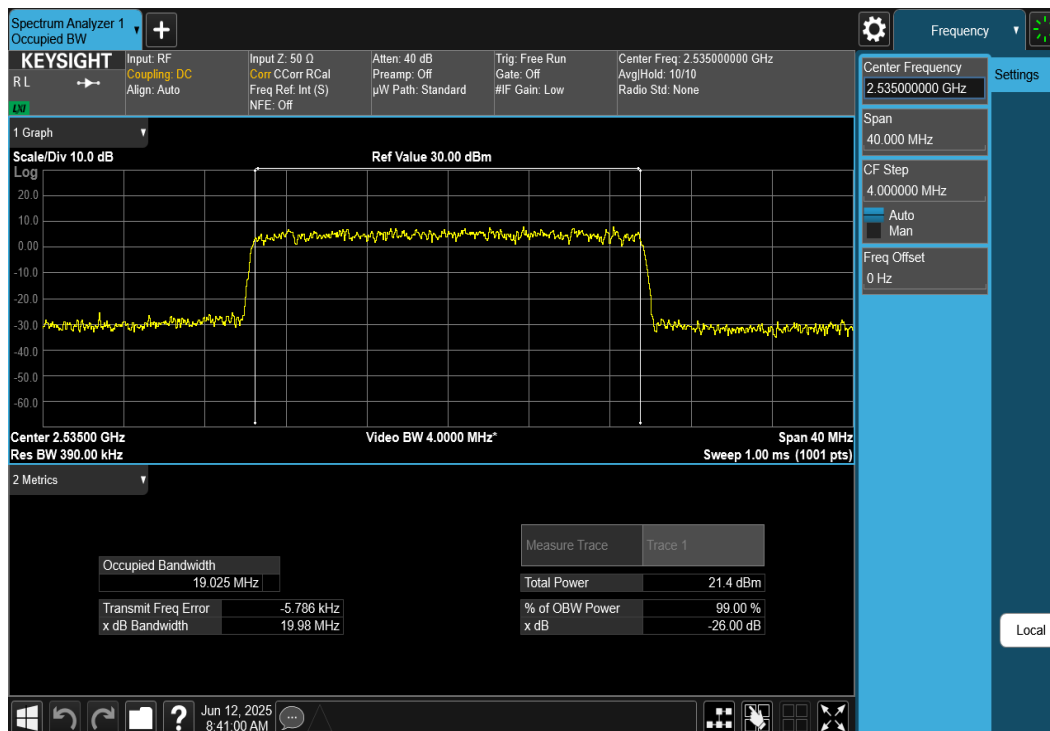 Spectrum Analyzer 1
Occupied BW
Frequency
KEYSIGHT
R L
LXI
Input: RF
Coupling: DC
Align: Auto
Input Z: 50 Ω
Corr CCorr RCal
Freq Ref: Int (S)
NFE: Off
Atten: 40 dB
Preamp: Off
µW Path: Standard
Trig: Free Run
Gate: Off
#IF Gain: Low
Center Freq: 2.535000000 GHz
Avg|Hold: 10/10
Radio Std: None
Center Frequency
2.535000000 GHz
Settings
Span
40.000 MHz
CF Step
4.000000 MHz
Auto
Man
Freq Offset
0 Hz
Local
1 Graph
Scale/Div 10.0 dB
Ref Value 30.00 dBm
Log
20.0
10.0
0.00
-10.0
-20.0
-30.0
-40.0
-50.0
-60.0
Center 2.53500 GHz
Video BW 4.0000 MHz*
Span 40 MHz
Res BW 390.00 kHz
Sweep 1.00 ms (1001 pts)
2 Metrics
Measure Trace
Trace 1
Occupied Bandwidth
19.025 MHz
Total Power
21.4 dBm
Transmit Freq Error
-5.786 kHz
% of OBW Power
99.00 %
x dB Bandwidth
19.98 MHz
x dB
-26.00 dB
?
Jun 12, 2025
8:41:00 AM